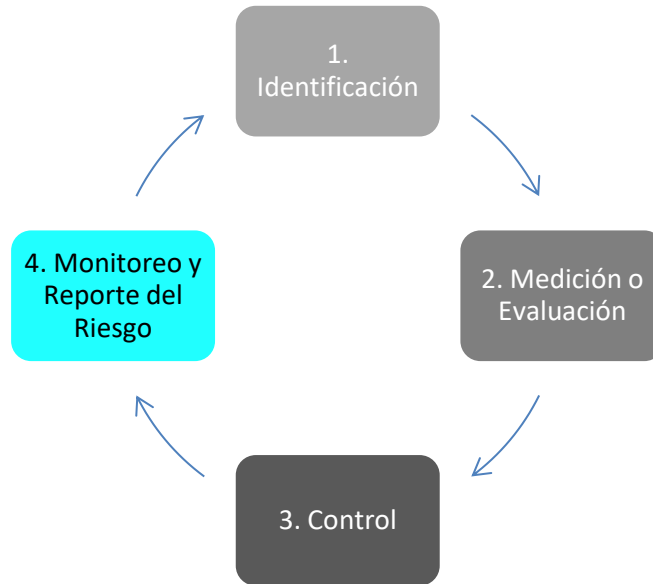 1.
Identificación
2. Medición o
Evaluación
3. Control
4. Monitoreo y
Reporte del
Riesgo